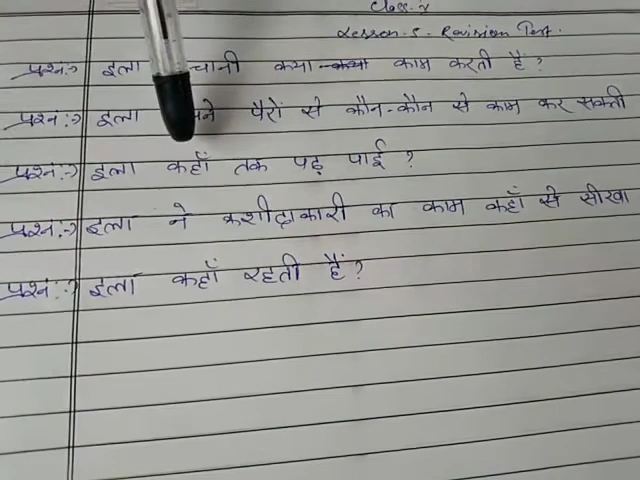 Class-V
Lesson-5- Revision Test.
प्रश्न:-> इला चानी क्या काम करती हैं?
प्रश्न:-> इला पने पैरों से कौन-कौन से काम कर सकती
प्रश्न:-> इला कहाँ तक पढ़ पाई?
प्रश्न:-> इला ने कशीदाकारी का काम कहाँ से सीखा
प्रश्न:-> इला कहाँ रहती हैं?